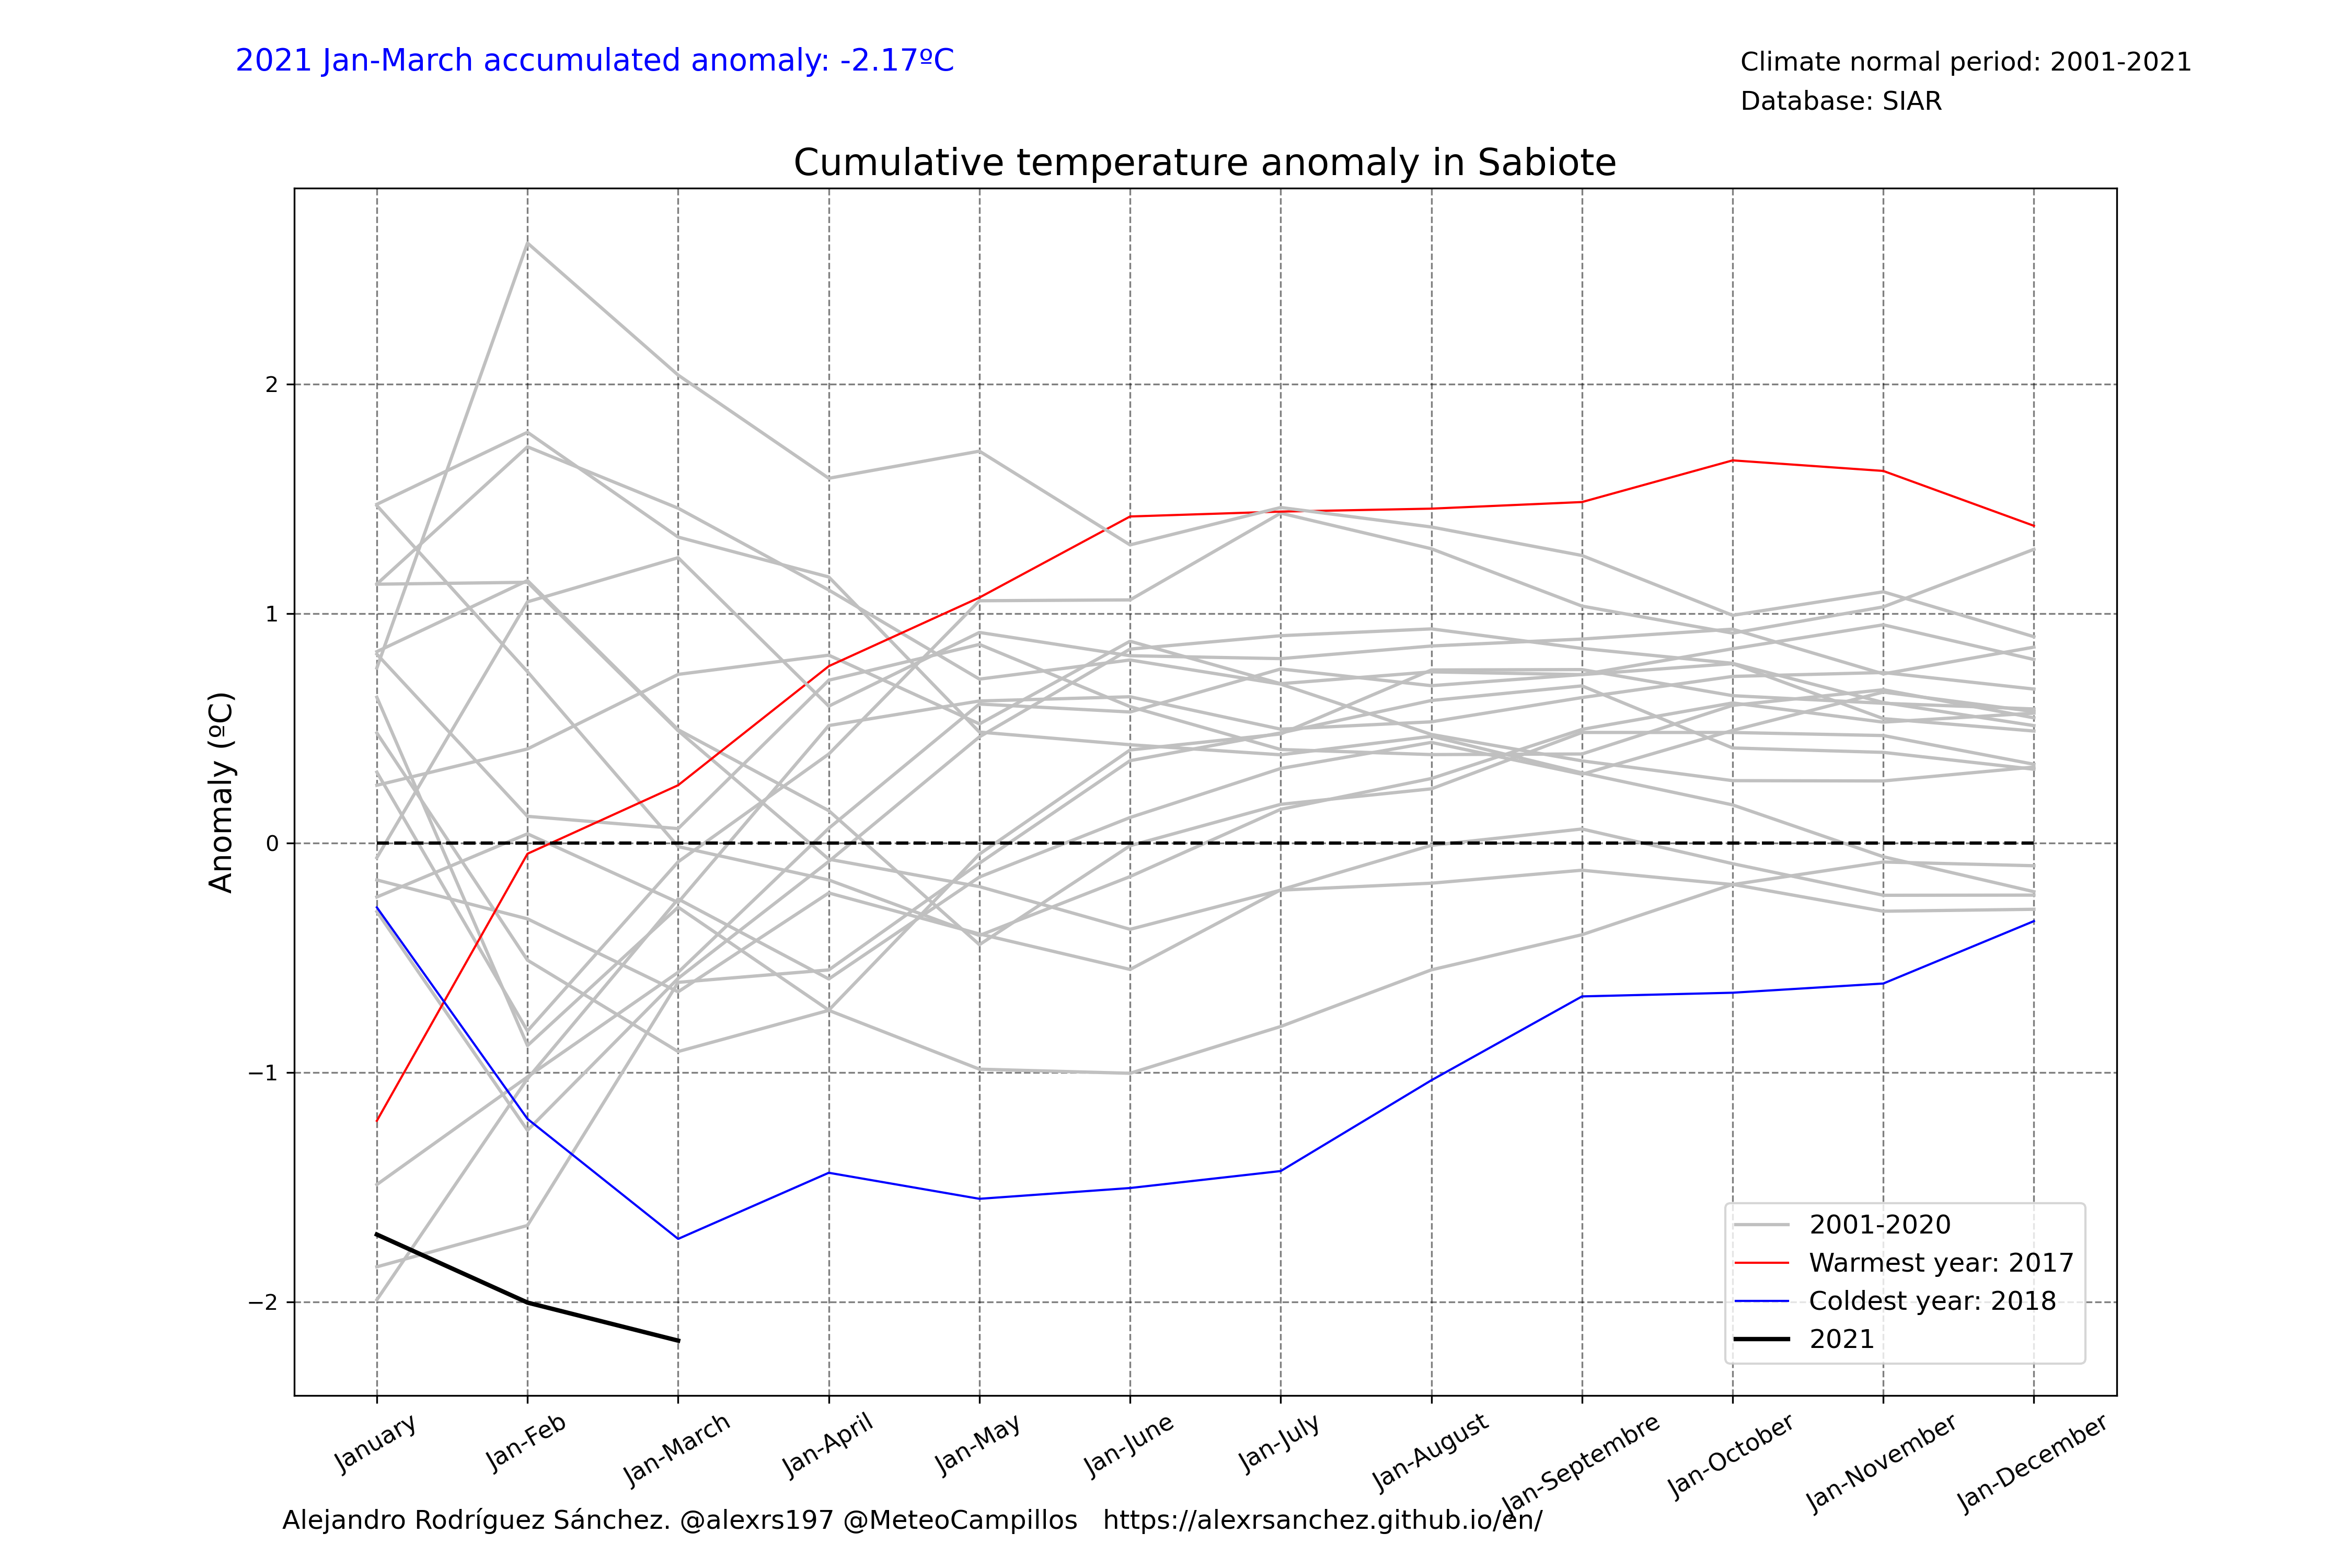 2021 Jan-March accumulated anomaly: -2.17ºC
Climate normal period: 2001-2021
Database: SIAR
Cumulative temperature anomaly in Sabiote
Anomaly (ºC)
2
1
0
−1
−2
2001-2020
Warmest year: 2017
Coldest year: 2018
2021
January
Jan-Feb
Jan-March
Jan-April
Jan-May
Jan-June
Jan-July
Jan-August
Jan-Septembre
Jan-October
Jan-November
Jan-December
Alejandro Rodríguez Sánchez. @alexrs197 @MeteoCampillos https://alexrsanchez.github.io/en/